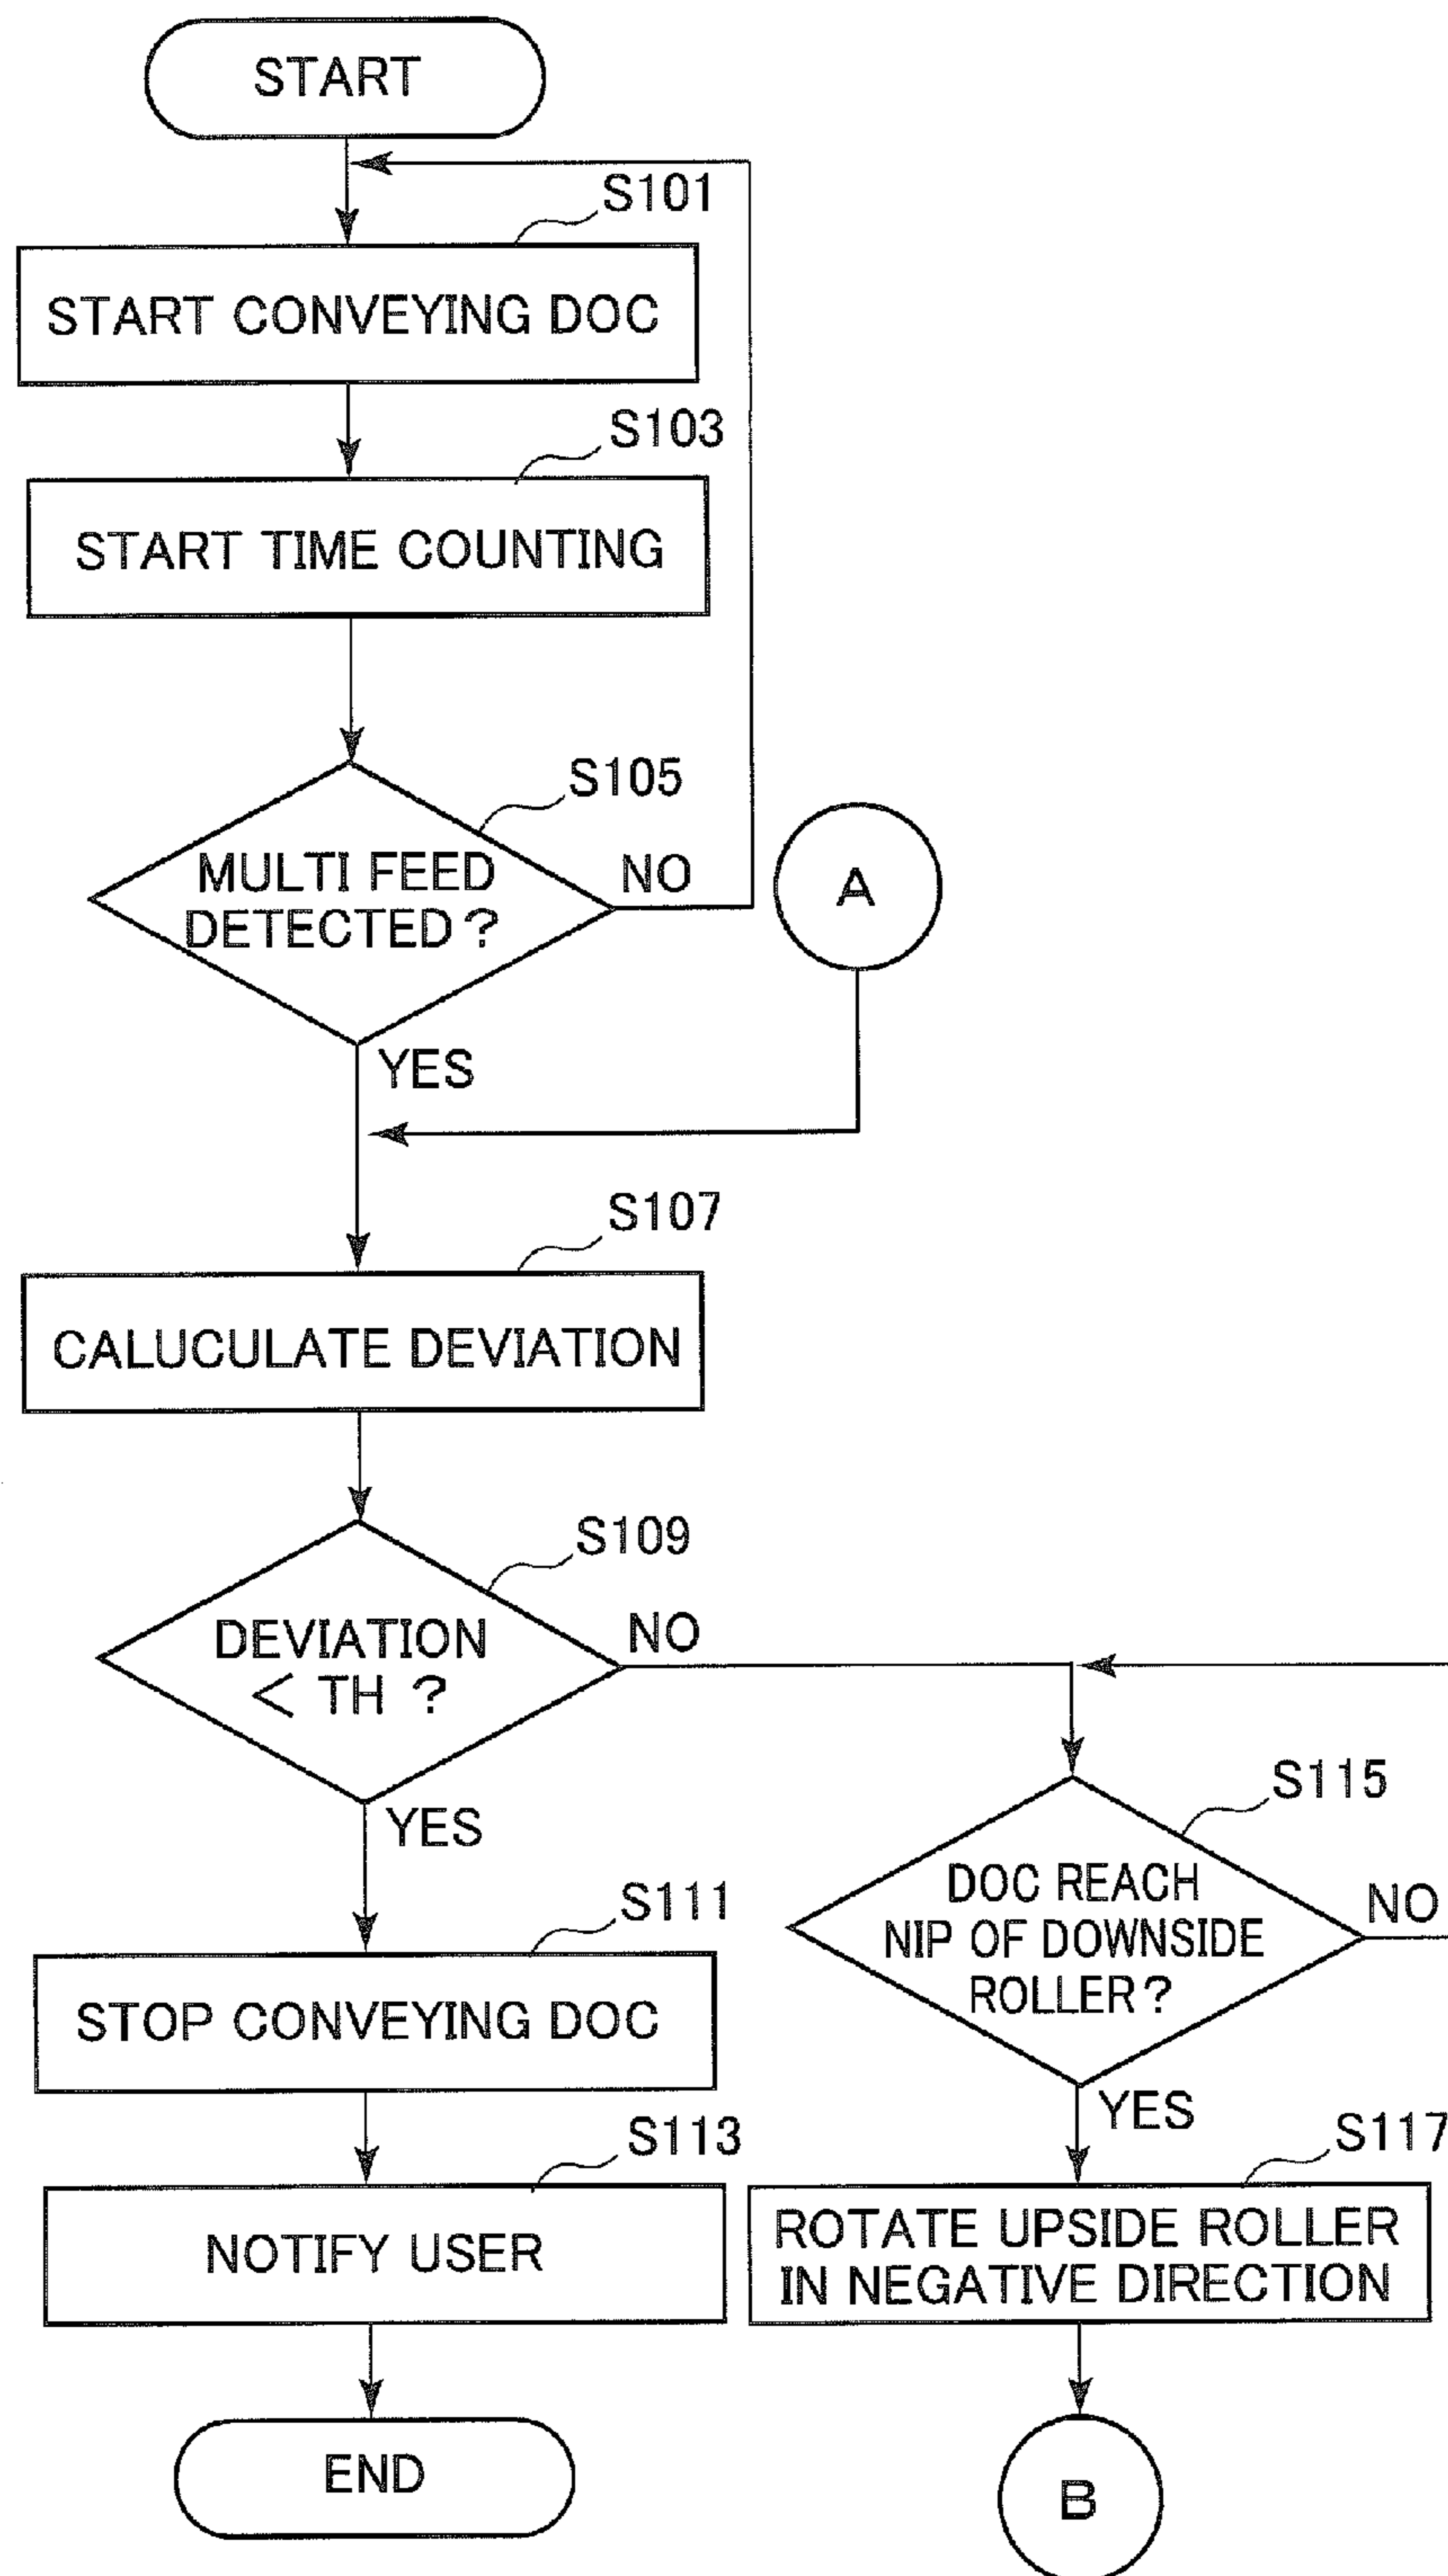 START
S101
START CONVEYING DOC
S103
START TIME COUNTING
S105
MULTI FEED
DETECTED?
NO
A
YES
S107
CALUCULATE DEVIATION
S109
DEVIATION
< TH ?
NO
YES
S115
DOC REACH
NIP OF DOWNSIDE
ROLLER?
NO
S111
STOP CONVEYING DOC
YES
S113
S117
NOTIFY USER
ROTATE UPSIDE ROLLER
IN NEGATIVE DIRECTION
END
B